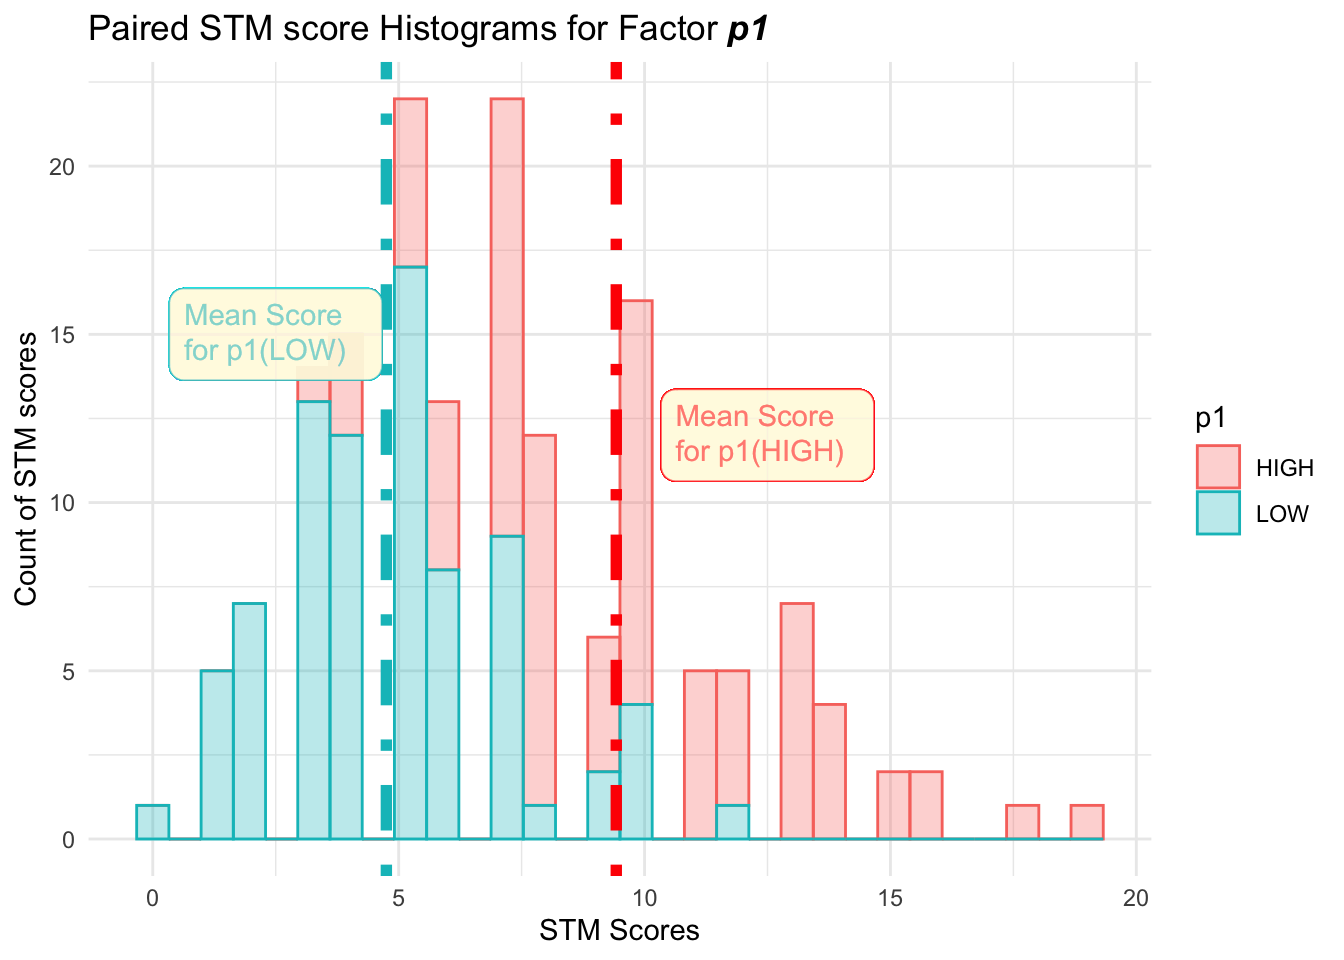 Paired STM score Histograms for Factor p1
Count of STM scores
20
15
10
5
0
Mean Score
for p1(LOW)
Mean Score
for p1(HIGH)
p1
HIGH
LOW
0
5
10
15
20
STM Scores